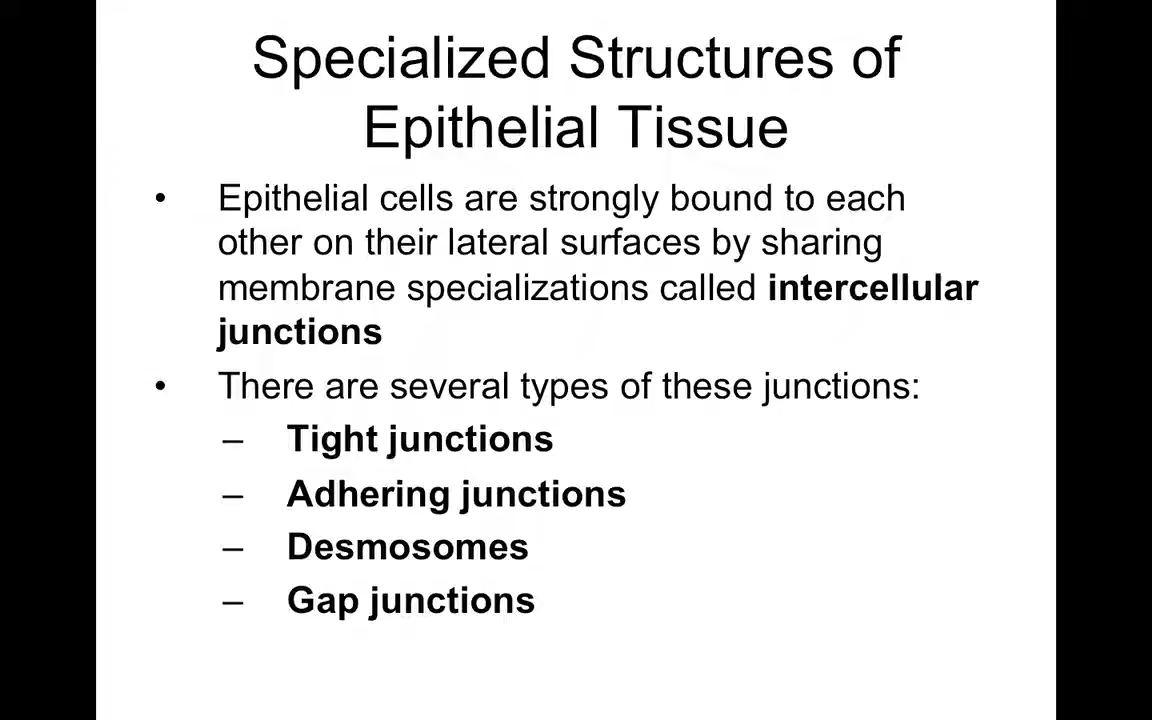 Specialized Structures of
Epithelial Tissue
• Epithelial cells are strongly bound to each
other on their lateral surfaces by sharing
membrane specializations called intercellular
junctions
• There are several types of these junctions:
– Tight junctions
– Adhering junctions
– Desmosomes
– Gap junctions